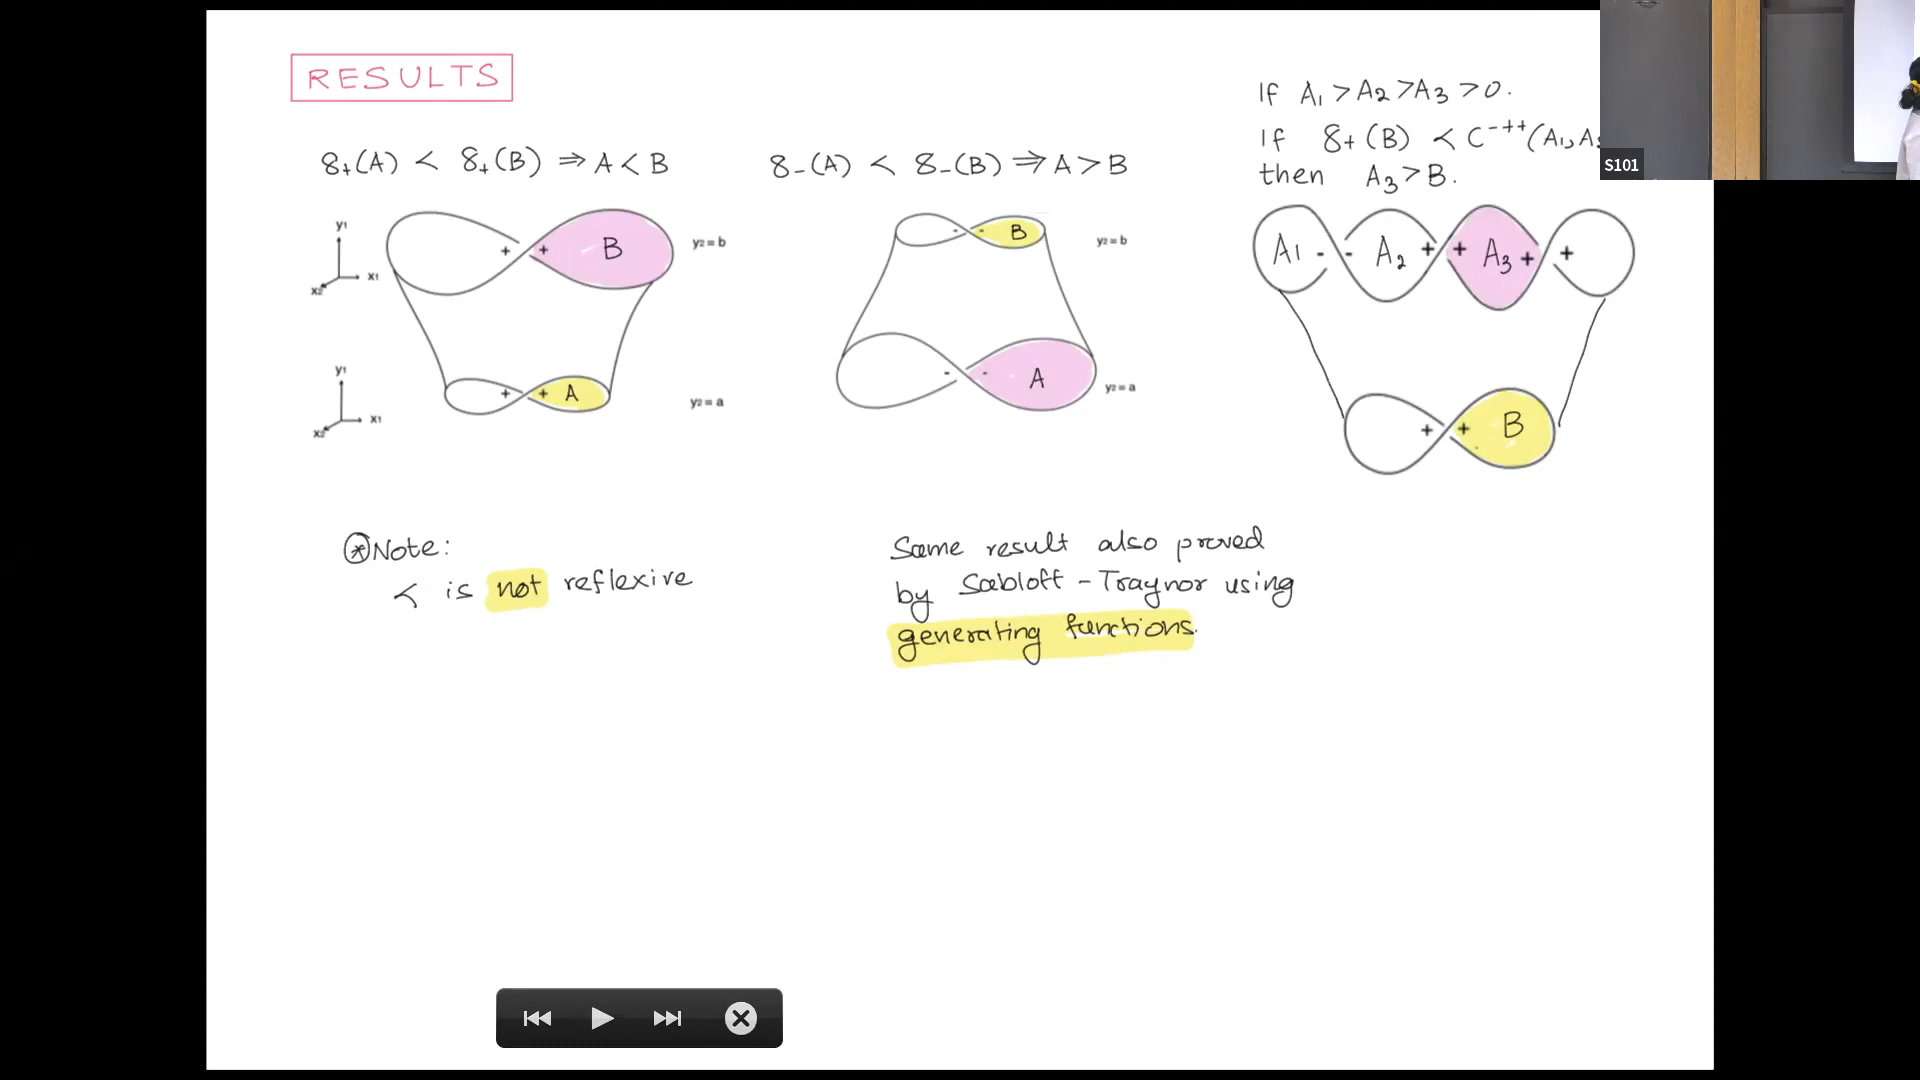 RESULTS
8+(A) ≺ 8+(B) ⇒ A < B
y1
x1
x2
+ + B
y2 = b
y1
x1
x2
+ + A
y2 = a
⊛Note:
≺ is not reflexive
8-(A) ≺ 8-(B) ⇒ A > B
- - B
y2 = b
- - A
y2 = a
Same result also proved
by Sabloff - Traynor using
generating functions.
If A1 > A2 > A3 > 0.
If 8+(B) ≺ C-++(A1, A
then A3 > B.
A1 - - A2 + + A3 + +
+ + B
S101